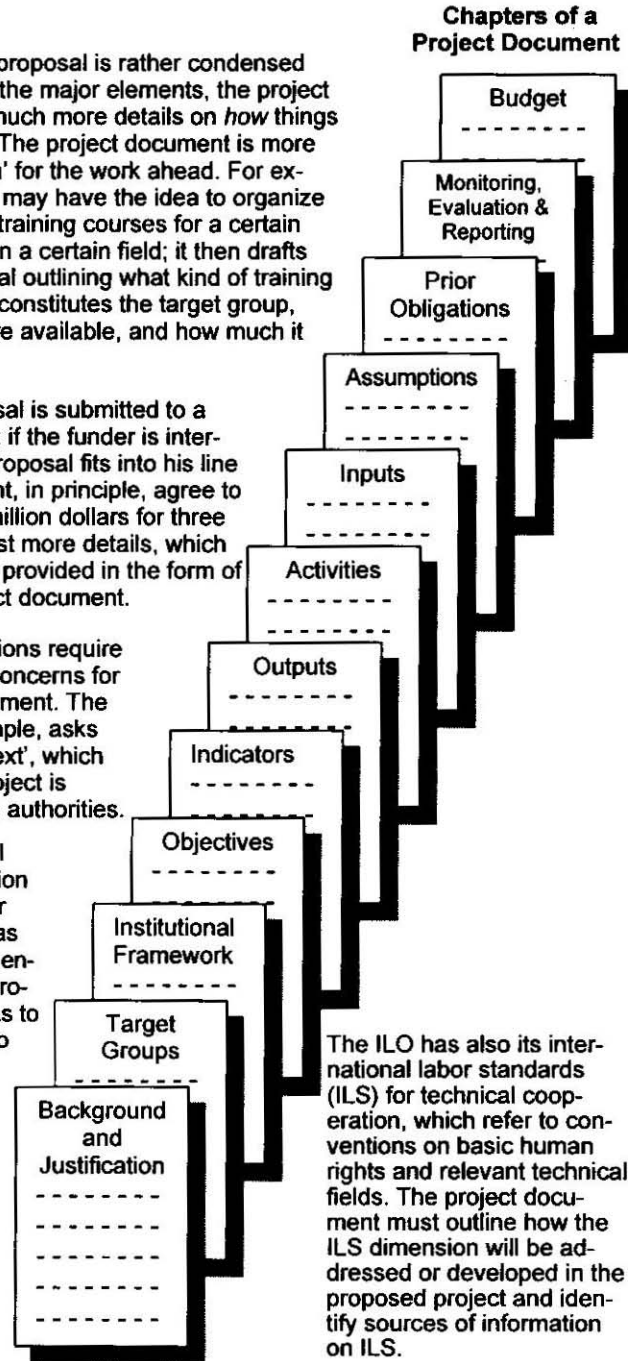 Chapters of a
Project Document
proposal is rather condensed
the major elements, the project
much more details on how things
The project document is more
' for the work ahead. For ex-
may have the idea to organize
training courses for a certain
n a certain field; it then drafts
al outlining what kind of training
constitutes the target group,
re available, and how much it
sal is submitted to a
if the funder is inter-
roposal fits into his line
nt, in principle, agree to
million dollars for three
st more details, which
provided in the form of
ct document.
tions require
concerns for
ment. The
mple, asks
ext', which
oject is
authorities.
l
ion
r
as
en-
ro-
as to
o
Budget
Monitoring,
Evaluation &
Reporting
Prior
Obligations
Assumptions
Inputs
Activities
Outputs
Indicators
Objectives
Institutional
Framework
Target
Groups
Background
and
Justification
The ILO has also its inter-
national labor standards
(ILS) for technical coop-
eration, which refer to con-
ventions on basic human
rights and relevant technical
fields. The project docu-
ment must outline how the
ILS dimension will be ad-
dressed or developed in the
proposed project and iden-
tify sources of information
on ILS.